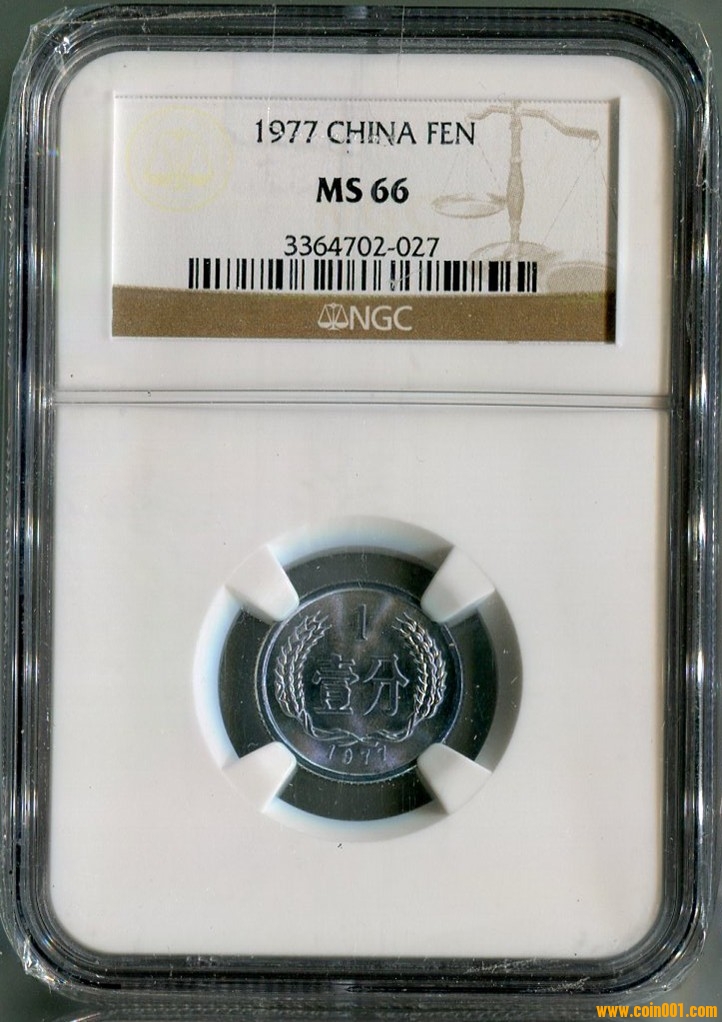 1977 CHINA FEN
MS 66
3364702-027
NGC
1
壹分
1977
www.coin001.com